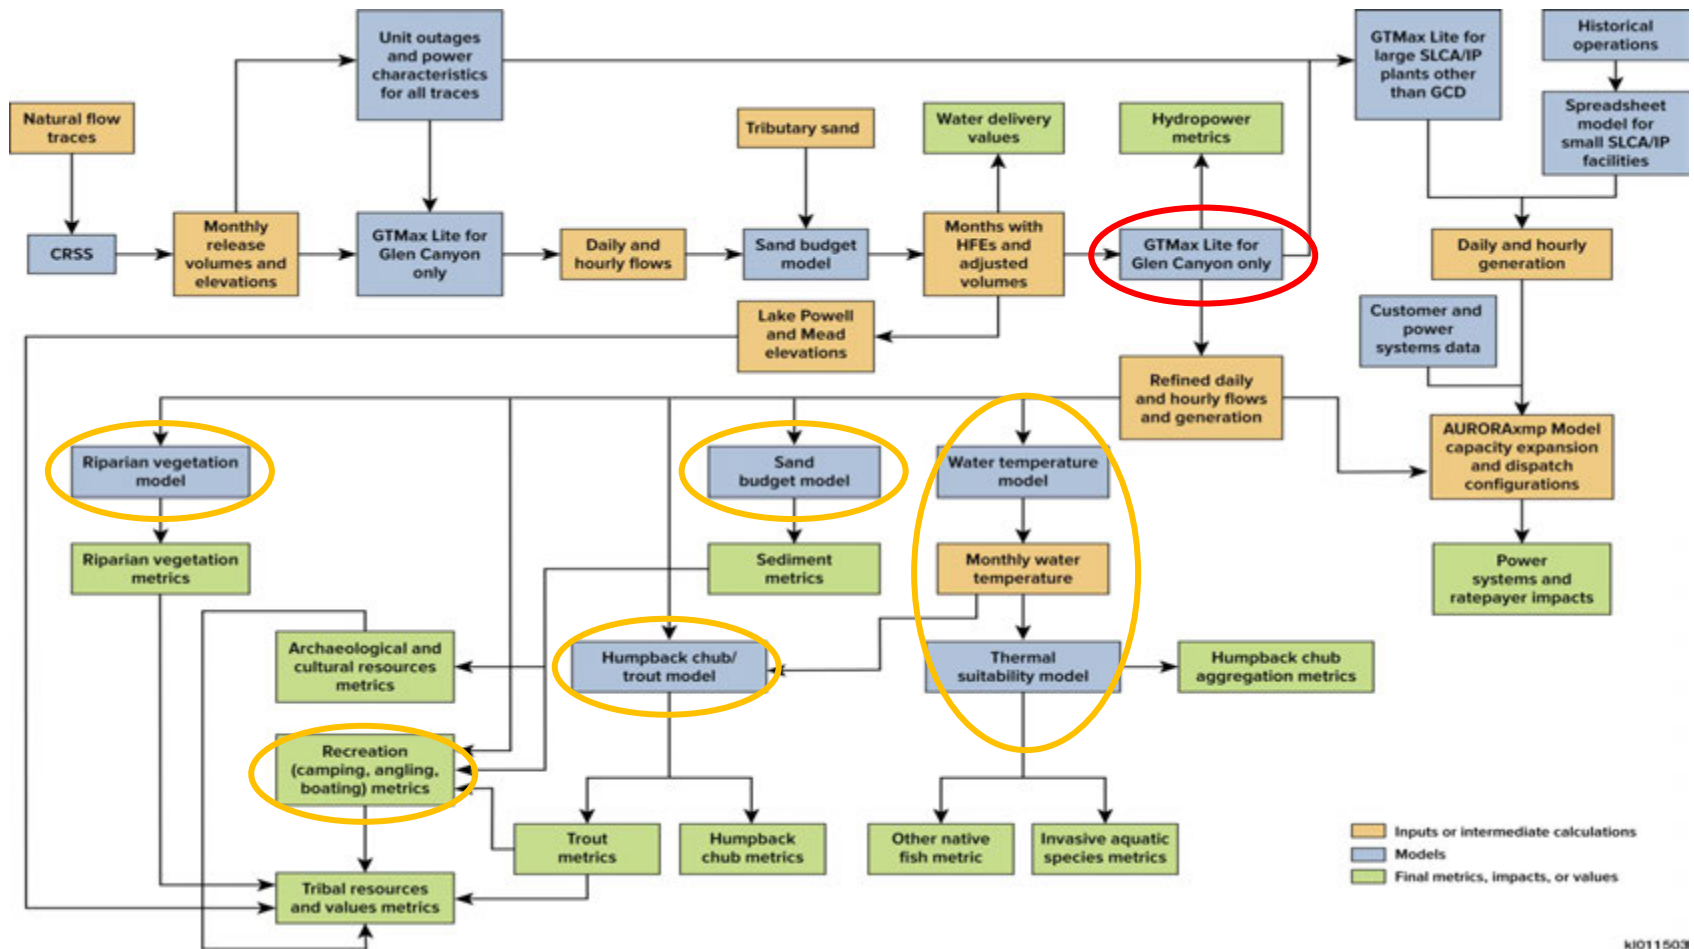 Unit outages
and power
characteristics
for all traces
GTMax Lite for
large SLCA/IP
plants other
than GCD
Historical
operations
Natural flow
traces
Tributary sand
Water delivery
values
Hydropower
metrics
Spreadsheet
model for
small SLCA/IP
facilities
CRSS
Monthly
release
volumes and
elevations
GTMax Lite for
Glen Canyon
only
Daily and
hourly flows
Sand budget
model
Months with
HFEs and
adjusted
volumes
GTMax Lite for
Glen Canyon only
Daily and hourly
generation
Lake Powell
and Mead
elevations
Customer and
power
systems data
Refined daily
and hourly flows
and generation
Riparian vegetation
model
Sand
budget model
Water temperature
model
AURORAxmp Model
capacity expansion
and dispatch
configurations
Riparian vegetation
metrics
Sediment
metrics
Monthly water
temperature
Power
systems and
ratepayer impacts
Archaeological and
cultural resources
metrics
Humpback chub/
trout model
Thermal
suitability model
Humpback chub
aggregation metrics
Recreation
(camping, angling,
boating) metrics
Trout
metrics
Humpback
chub metrics
Other native
fish metric
Invasive aquatic
species metrics
Tribal resources
and values metrics
Inputs or intermediate calculations
Models
Final metrics, impacts, or values
kl011503